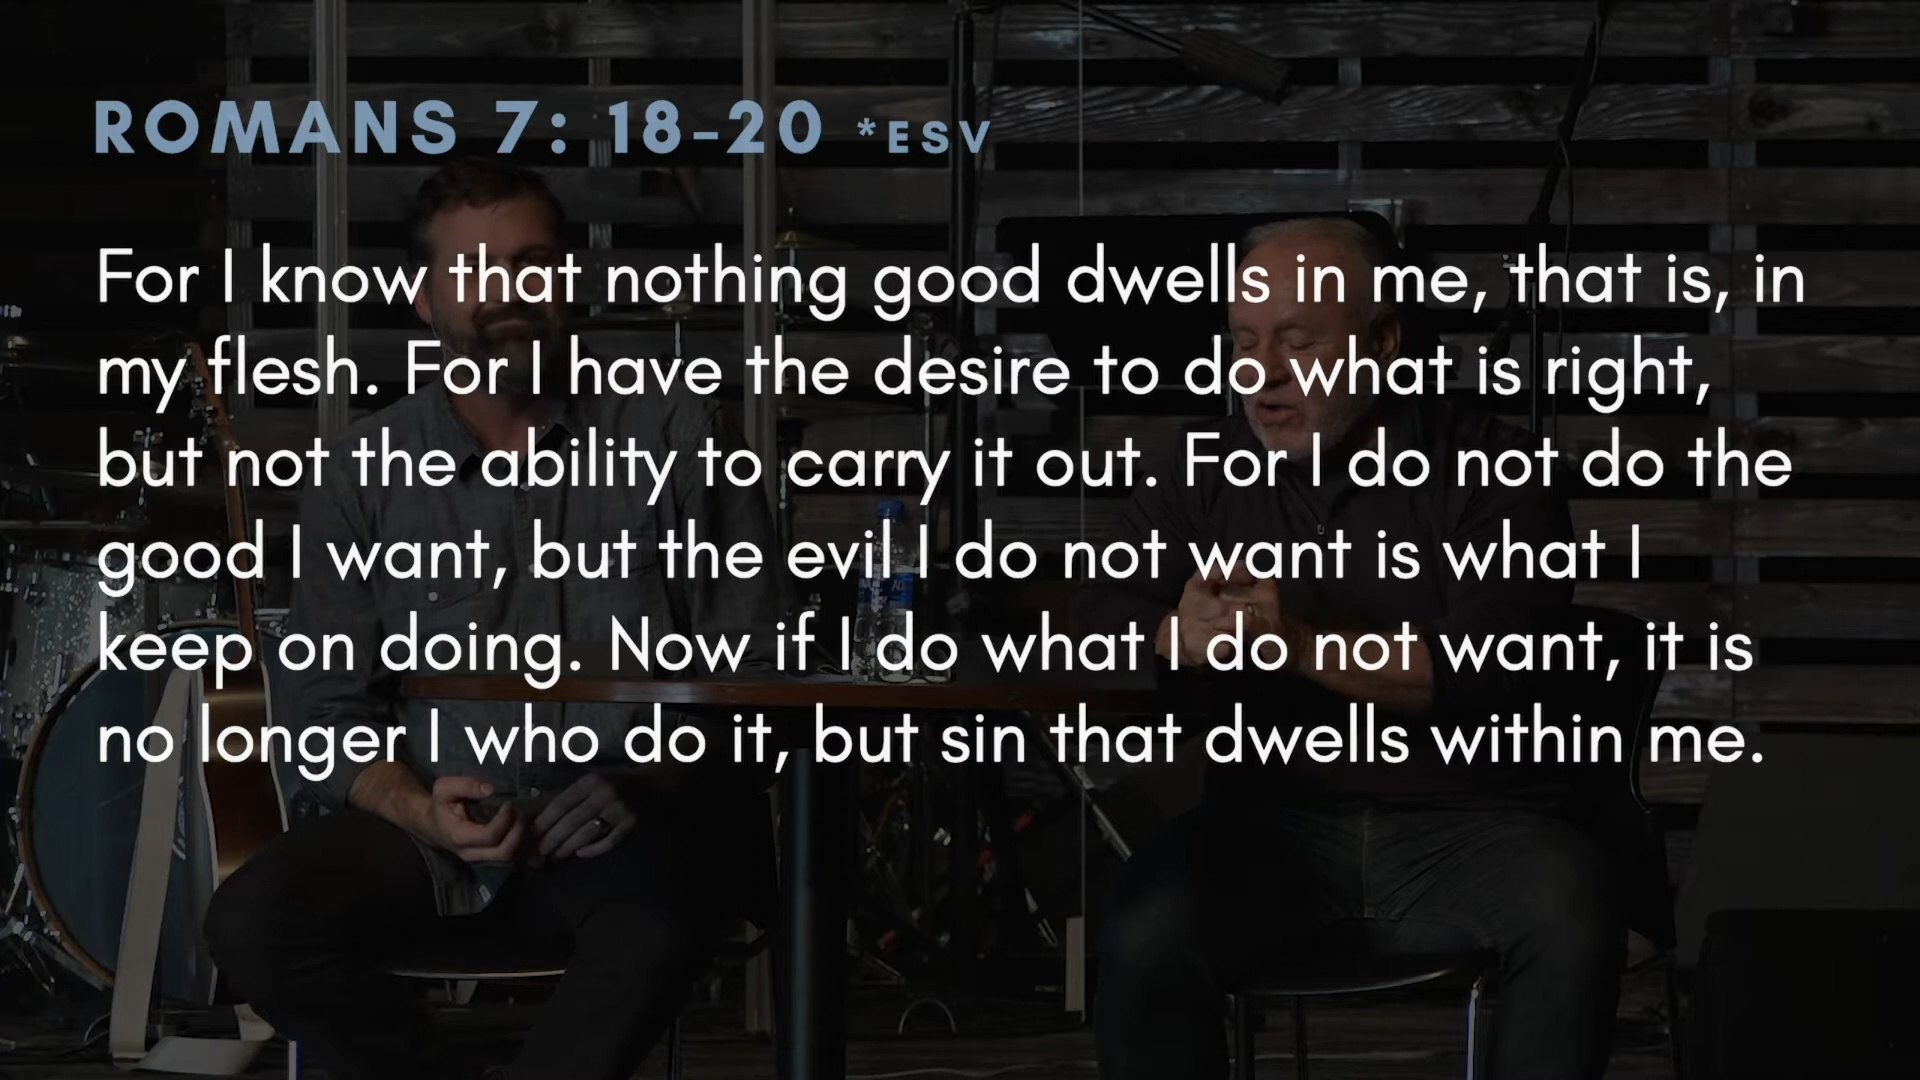 ROMANS 7: 18-20 *ESV
For I know that nothing good dwells in me, that is, in
my flesh. For I have the desire to do what is right,
but not the ability to carry it out. For I do not do the
good I want, but the evil I do not want is what I
keep on doing. Now if I do what I do not want, it is
no longer I who do it, but sin that dwells within me.